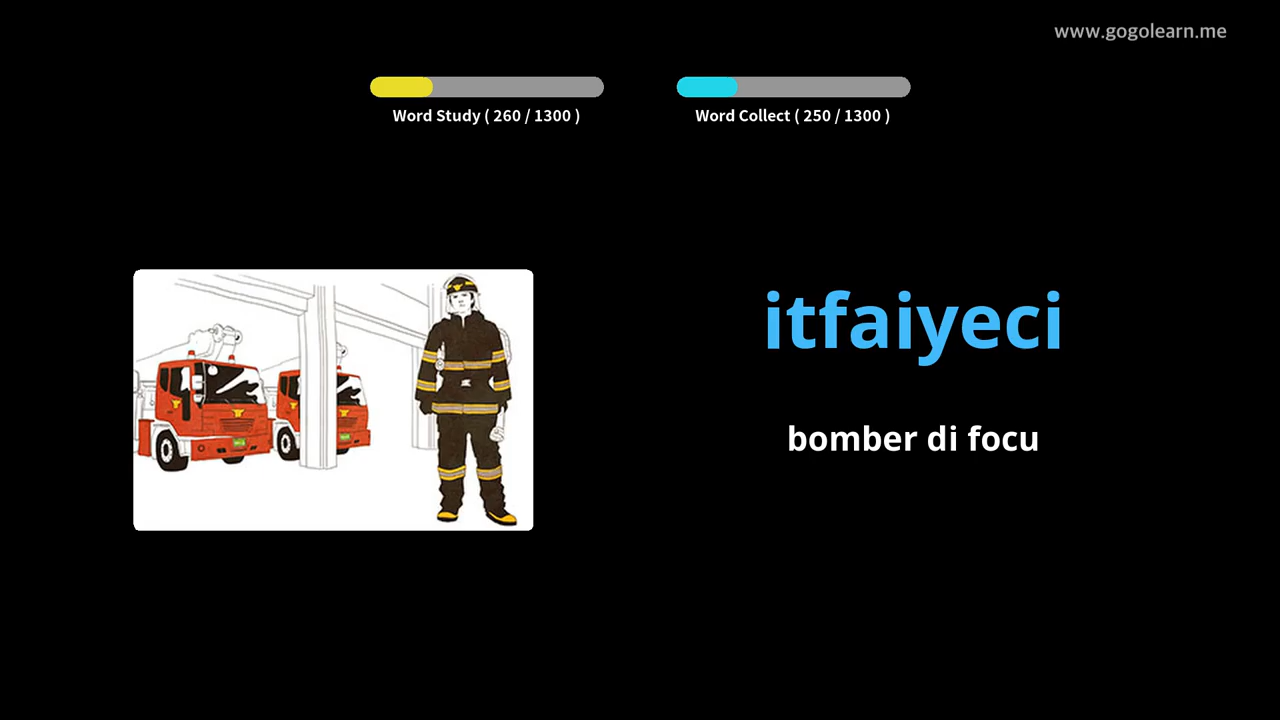 www.gogolearn.me
Word Study ( 260 / 1300 )
Word Collect ( 250 / 1300 )
itfaiyeci
bomber di focu